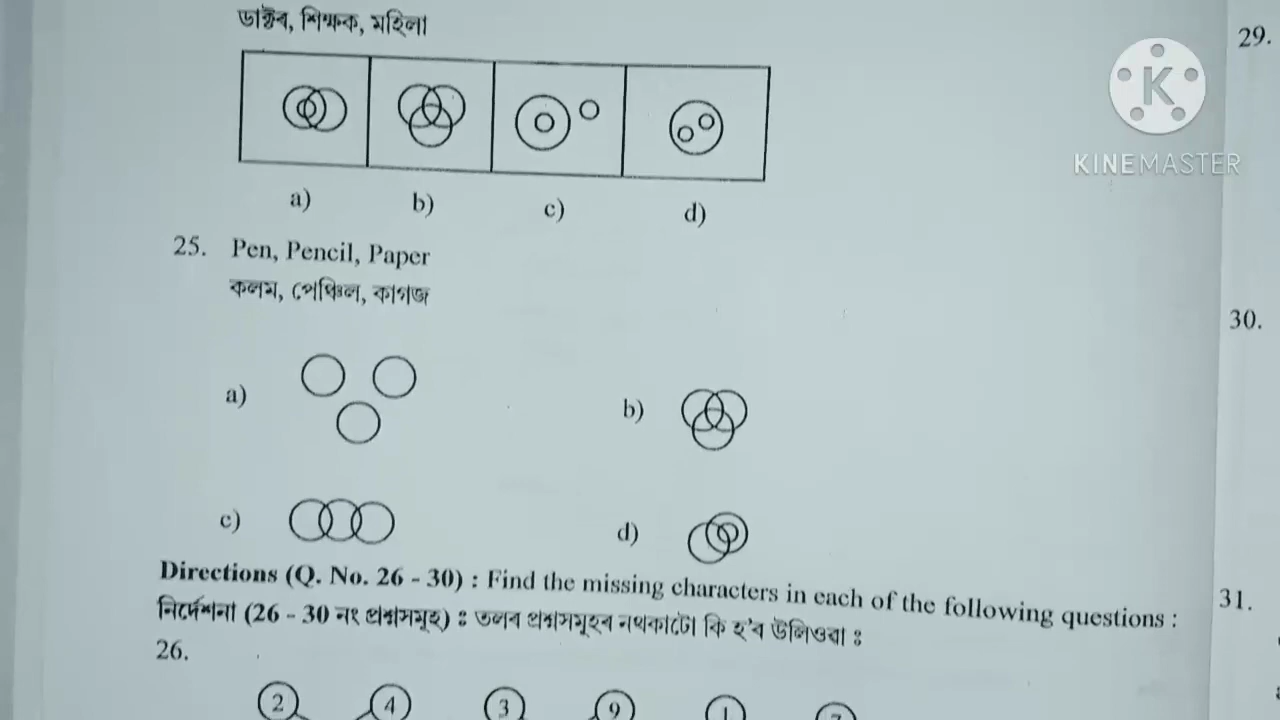 ডাক্টৰ, শিক্ষক, মহিলা
a) b) c) d)
25. Pen, Pencil, Paper
কলম, পেঞ্চিল, কাগজ
a) b)
c) d)
Directions (Q. No. 26 - 30) : Find the missing characters in each of the following questions :
নিৰ্দেশনা (26 - 30 নং প্ৰশ্নসমূহ) ঃ তলৰ প্ৰশ্নসমূহৰ নথকাটো কি হ'ব উলিওৱা ঃ
26.
2 4 3 9 1
29.
30.
31.
K
KINEMASTER